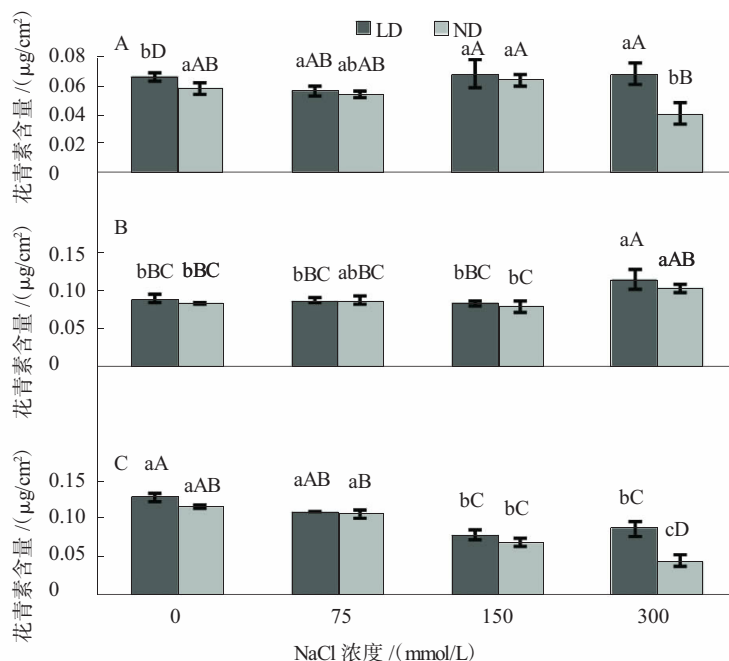 LD ND
A
花青素含量 /(μg/cm²)
0.08
0.06
0.04
0.02
0
bD aAB aAB abAB aA aA aA bB
B
花青素含量 /(μg/cm²)
0.15
0.10
0.05
0
bBC bBC bBC abBC bBC bC aA aAB
C
花青素含量 /(μg/cm²)
0.15
0.10
0.05
0
aA aAB aAB aB bC bC bC cD
0 75 150 300
NaCl 浓度 /(mmol/L)